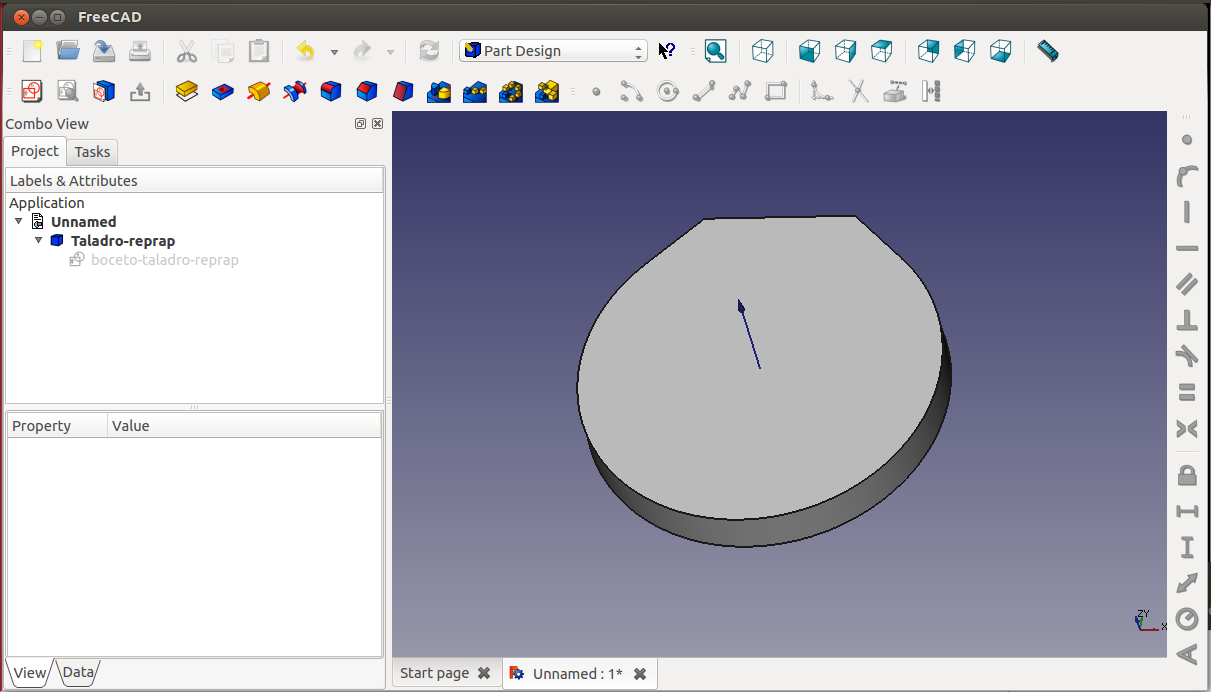 FreeCAD
Part Design
Combo View
Project Tasks
Labels & Attributes
Application
Unnamed
Taladro-reprap
boceto-taladro-reprap
Property Value
ZY
X
View Data
Start page Unnamed : 1*